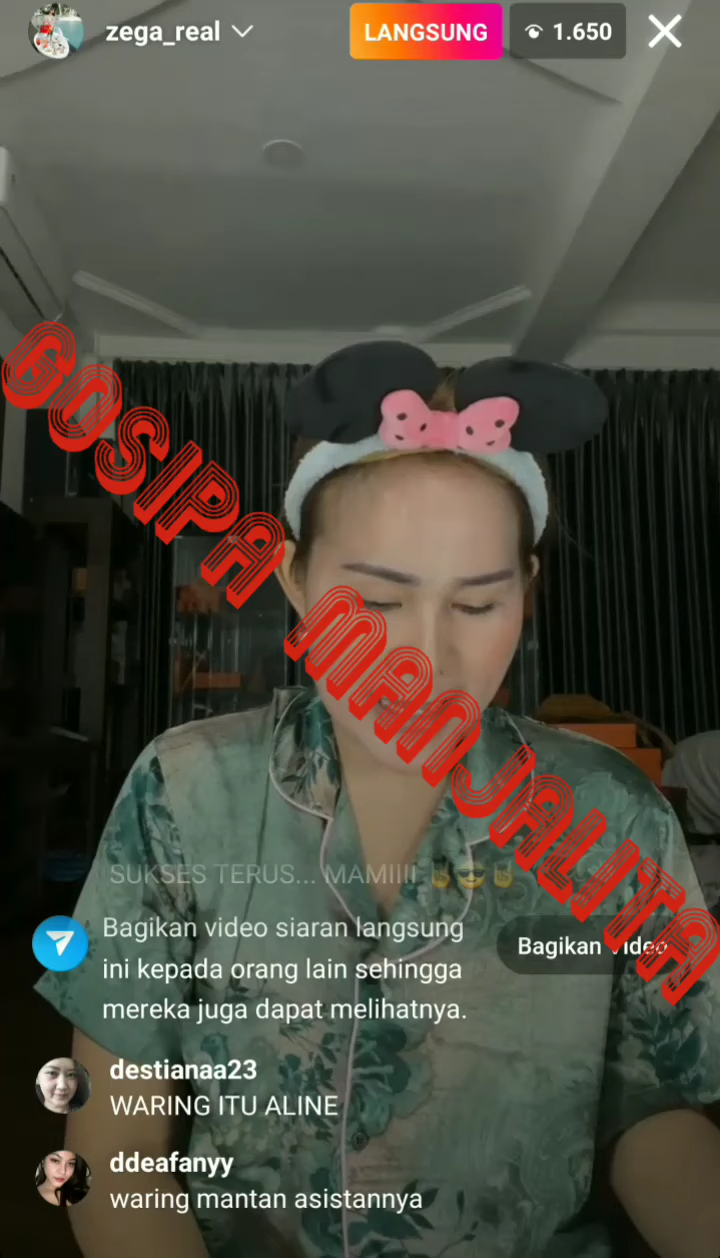 zega_real
LANGSUNG
1.650
GOSIPA MANJALITA
SUKSES TERUS... MAMIIII
Bagikan video siaran langsung
ini kepada orang lain sehingga
mereka juga dapat melihatnya.
Bagikan video
destianaa23
WARING ITU ALINE
ddeafanyy
waring mantan asistannya